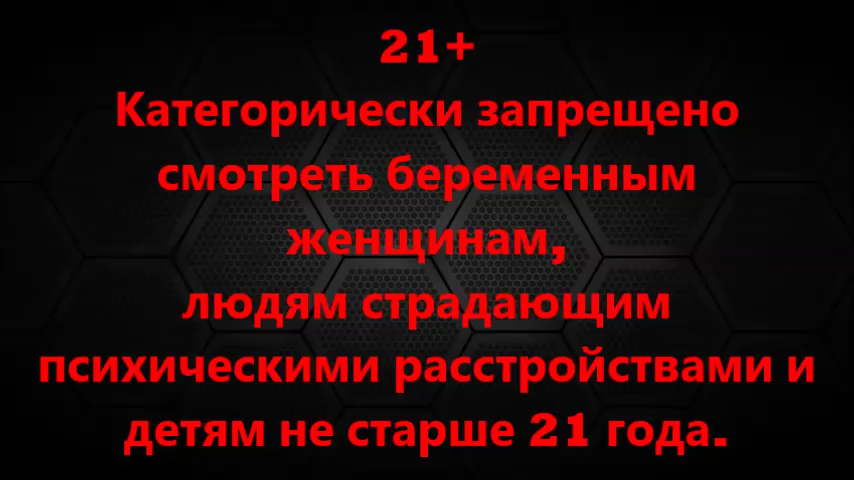 21+
Категорически запрещено
смотреть беременным
женщинам,
людям страдающим
психическими расстройствами и
детям не старше 21 года.